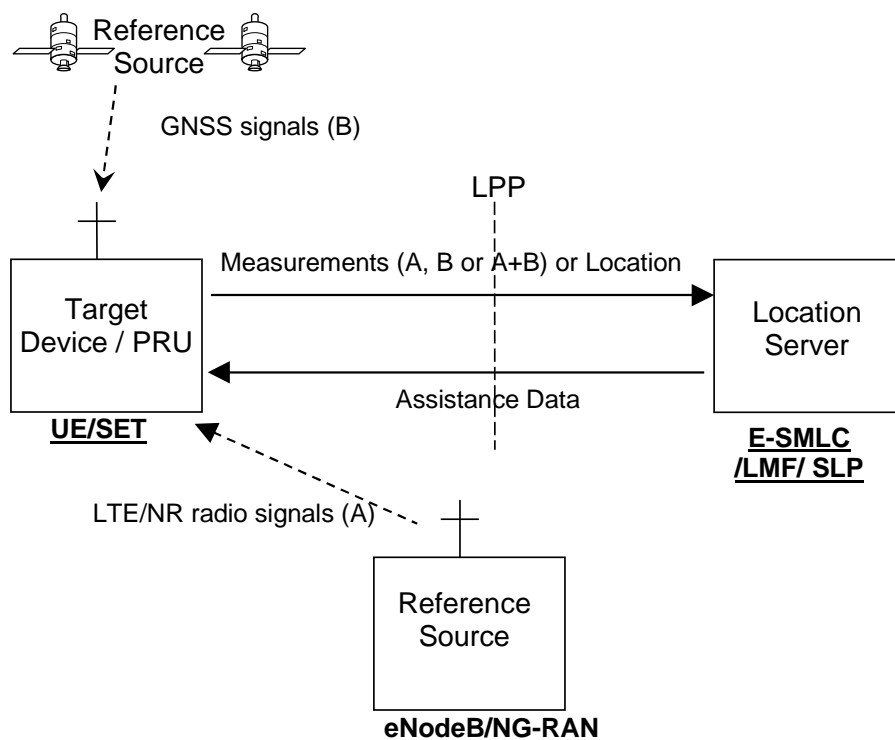 Reference
Source
GNSS signals (B)
LPP
Measurements (A, B or A+B) or Location
Target
Device / PRU
Location
Server
Assistance Data
UE/SET
E-SMLC
/LMF/ SLP
LTE/NR radio signals (A)
Reference
Source
eNodeB/NG-RAN